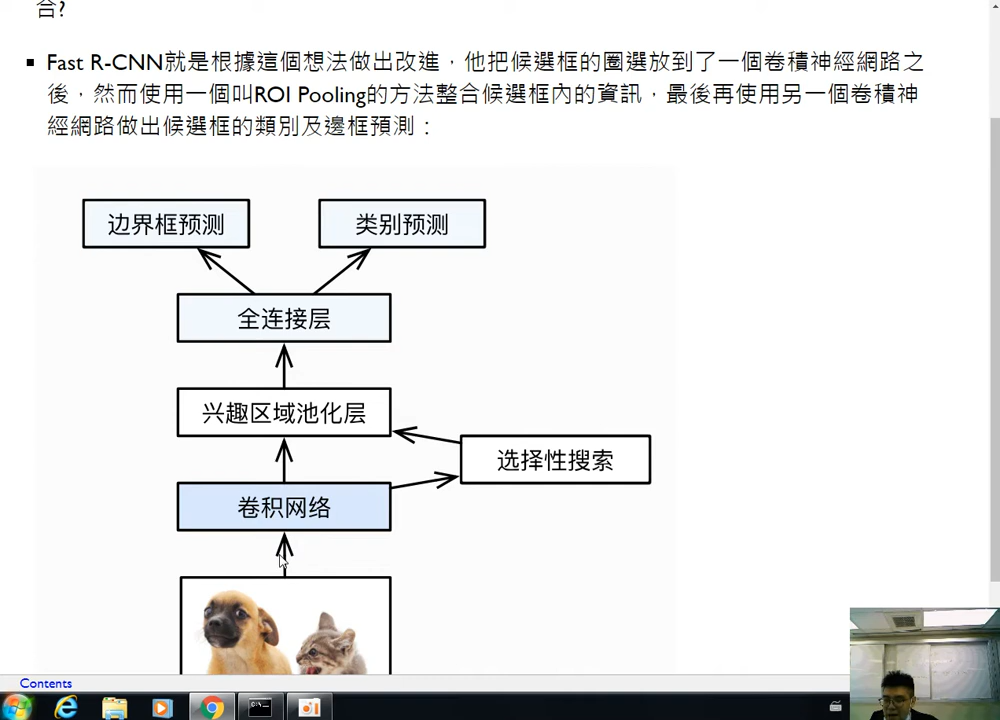 合?
Fast R-CNN就是根據這個想法做出改進，他把候選框的圈選放到了一個卷積神經網路之
後，然而使用一個叫ROI Pooling的方法整合候選框內的資訊，最後再使用另一個卷積神
經網路做出候選框的類別及邊框預測：
边界框预测
类别预测
全连接层
兴趣区域池化层
选择性搜索
卷积网络
Contents